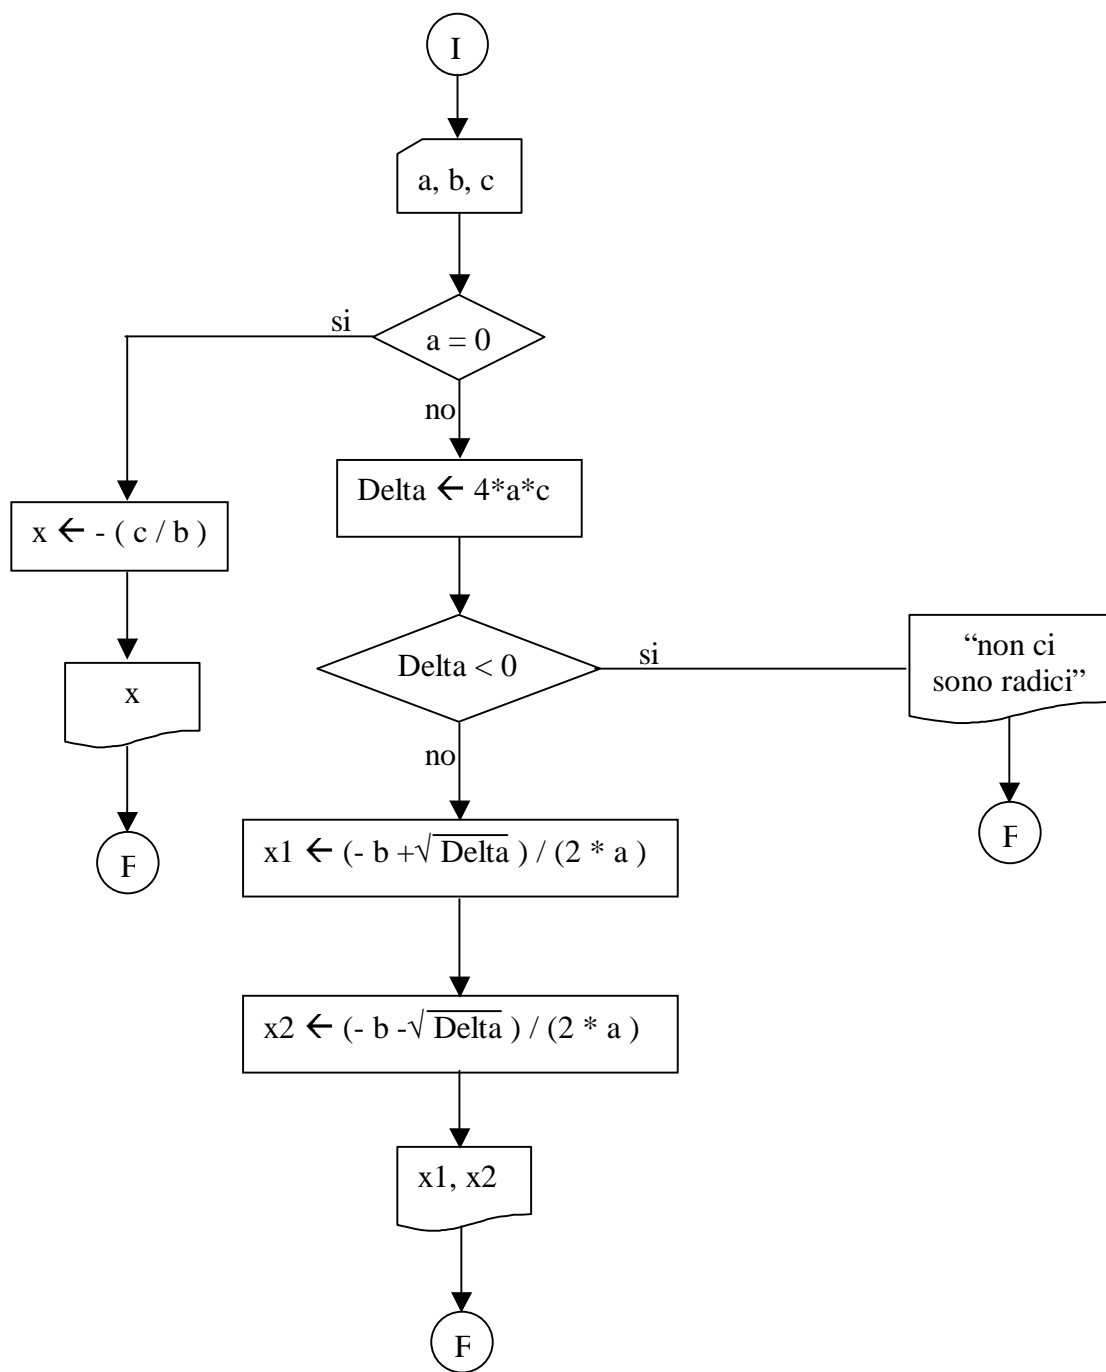 I
a, b, c
si
a = 0
no
Delta ← 4*a*c
x ← - ( c / b )
Delta < 0
si
“non ci
sono radici”
x
no
x1 ← (- b +√ Delta ) / (2 * a )
F
F
x2 ← (- b -√ Delta ) / (2 * a )
x1, x2
F